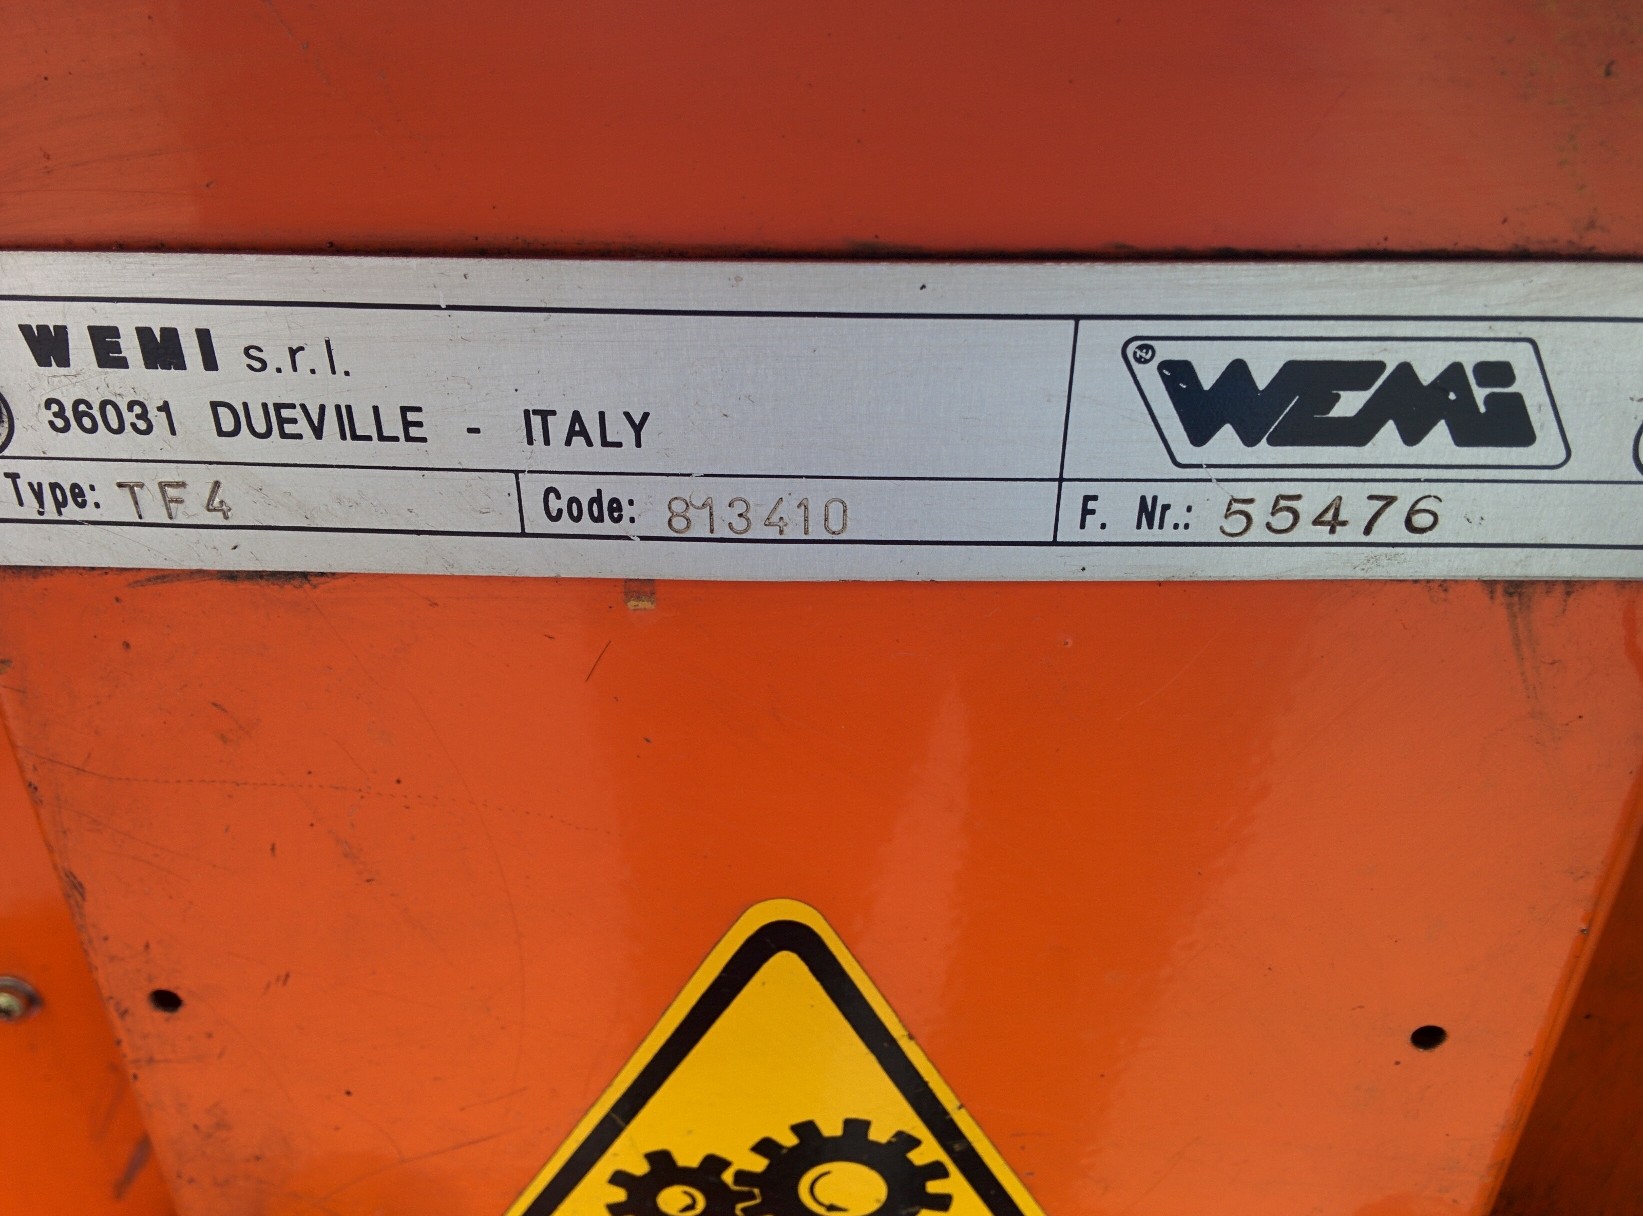 WEMI s.r.l.
36031 DUEVILLE - ITALY
WEMI
Type: TF4
Code: 813410
F. Nr.: 55476